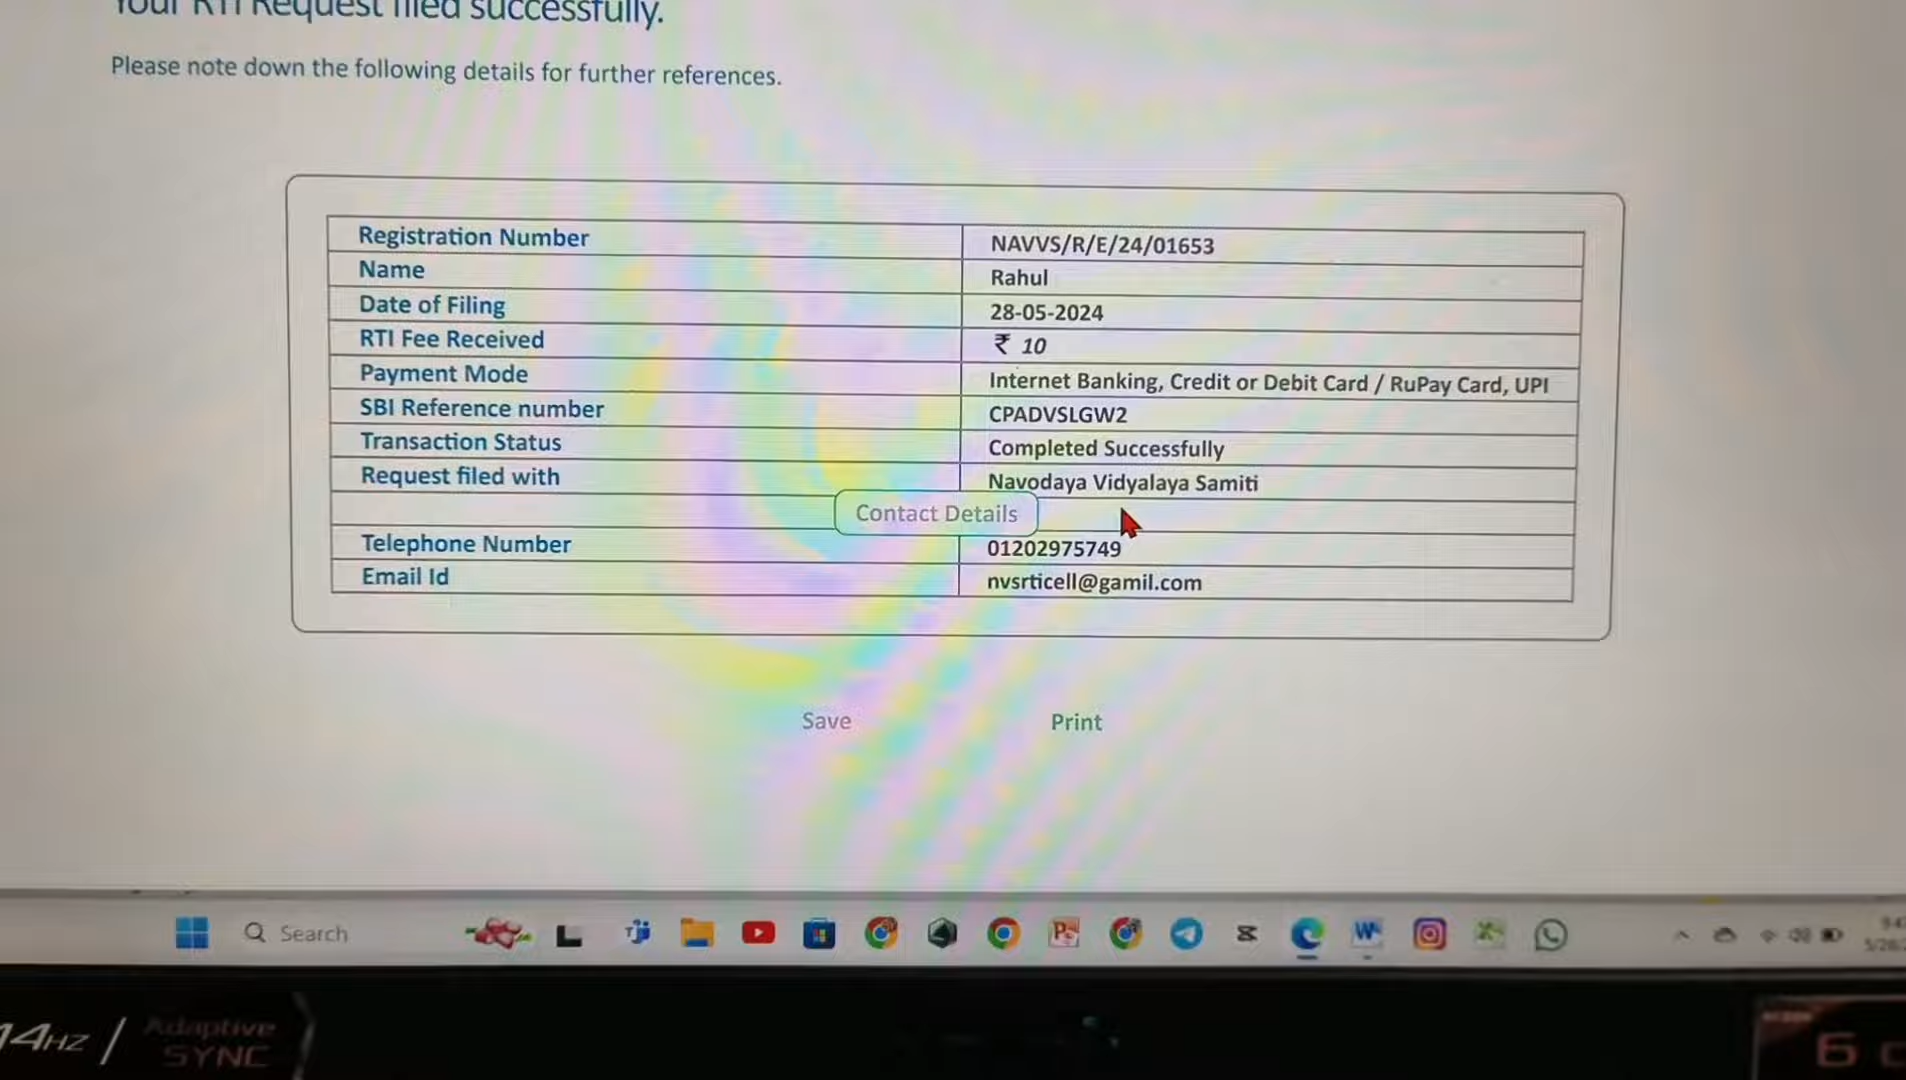 Your RTI Request filed successfully.
Please note down the following details for further references.
Registration Number NAVVS/R/E/24/01653
Name Rahul
Date of Filing 28-05-2024
RTI Fee Received ₹ 10
Payment Mode Internet Banking, Credit or Debit Card / RuPay Card, UPI
SBI Reference number CPADVSLGW2
Transaction Status Completed Successfully
Request filed with Navodaya Vidyalaya Samiti
Contact Details
Telephone Number 01202975749
Email Id nvsrticell@gamil.com
Save Print
Search
Adaptive
SYNC